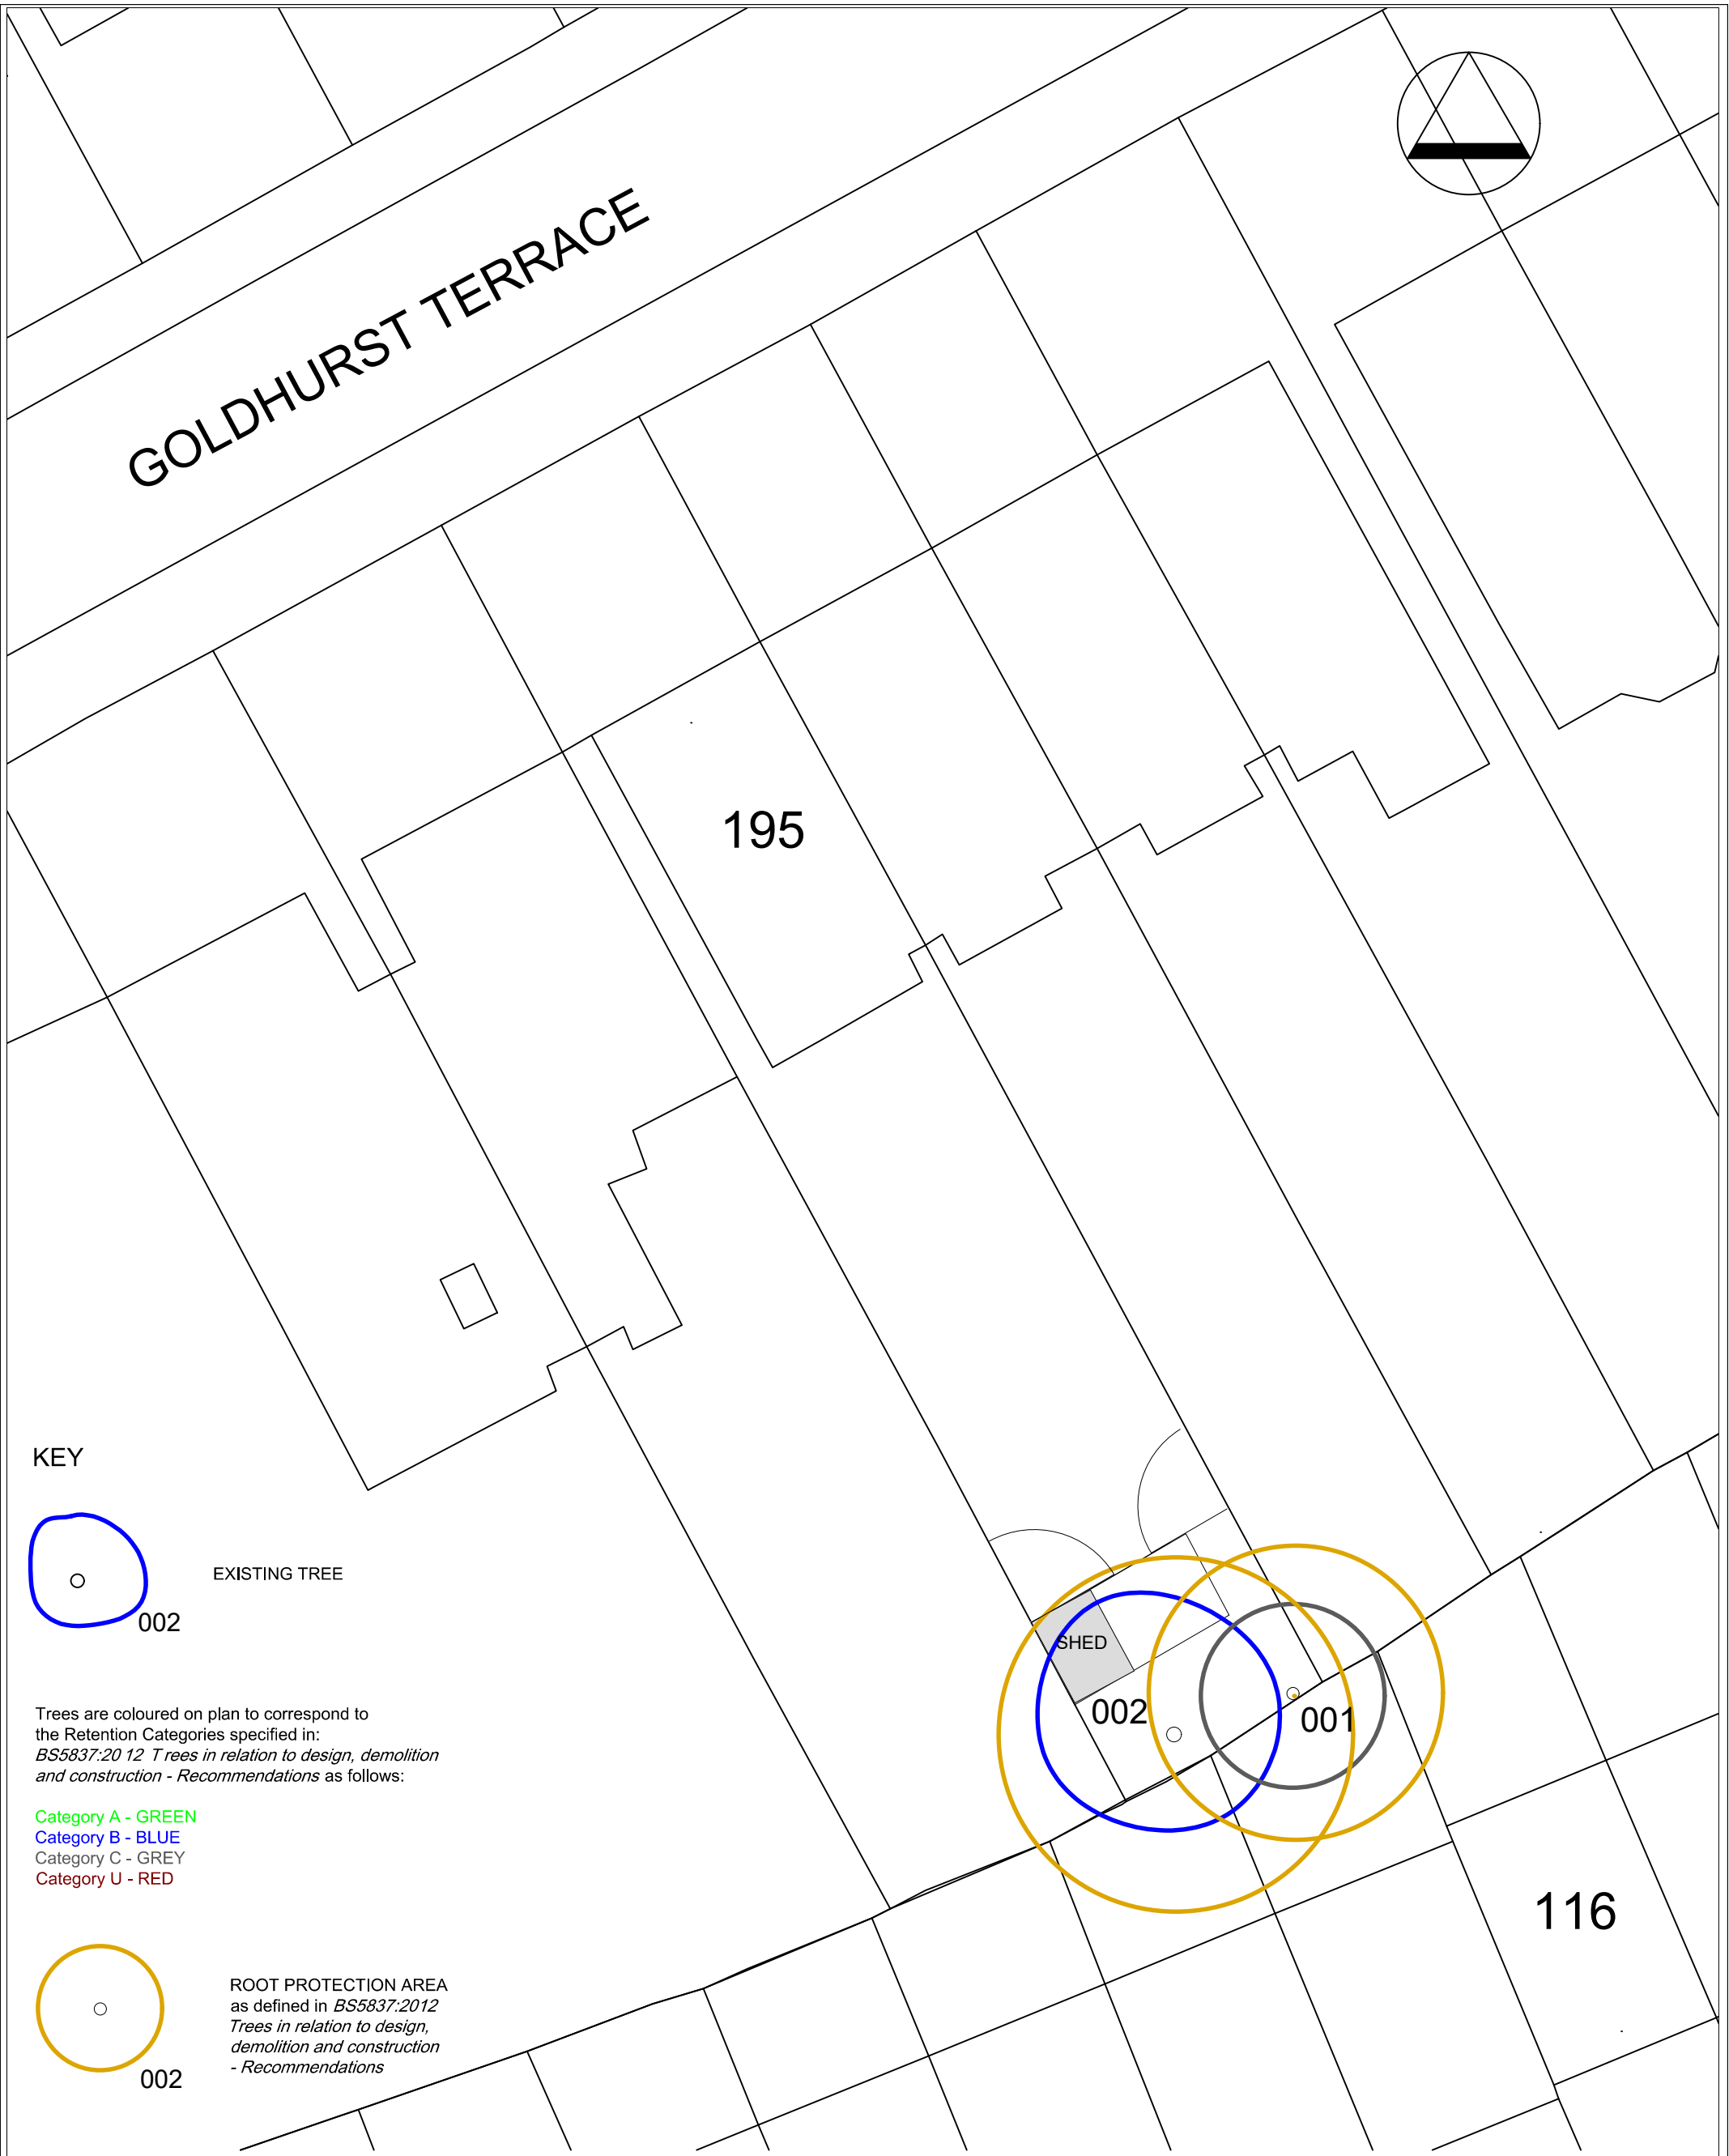 GOLDHURST TERRACE
195
KEY
EXISTING TREE
002
SHED
002
001
Trees are coloured on plan to correspond to
the Retention Categories specified in:
BS5837:20 12 T rees in relation to design, demolition
and construction - Recommendations as follows:
Category A - GREEN
Category B - BLUE
Category C - GREY
Category U - RED
116
ROOT PROTECTION AREA
as defined in BS5837:2012
Trees in relation to design,
demolition and construction
- Recommendations
002